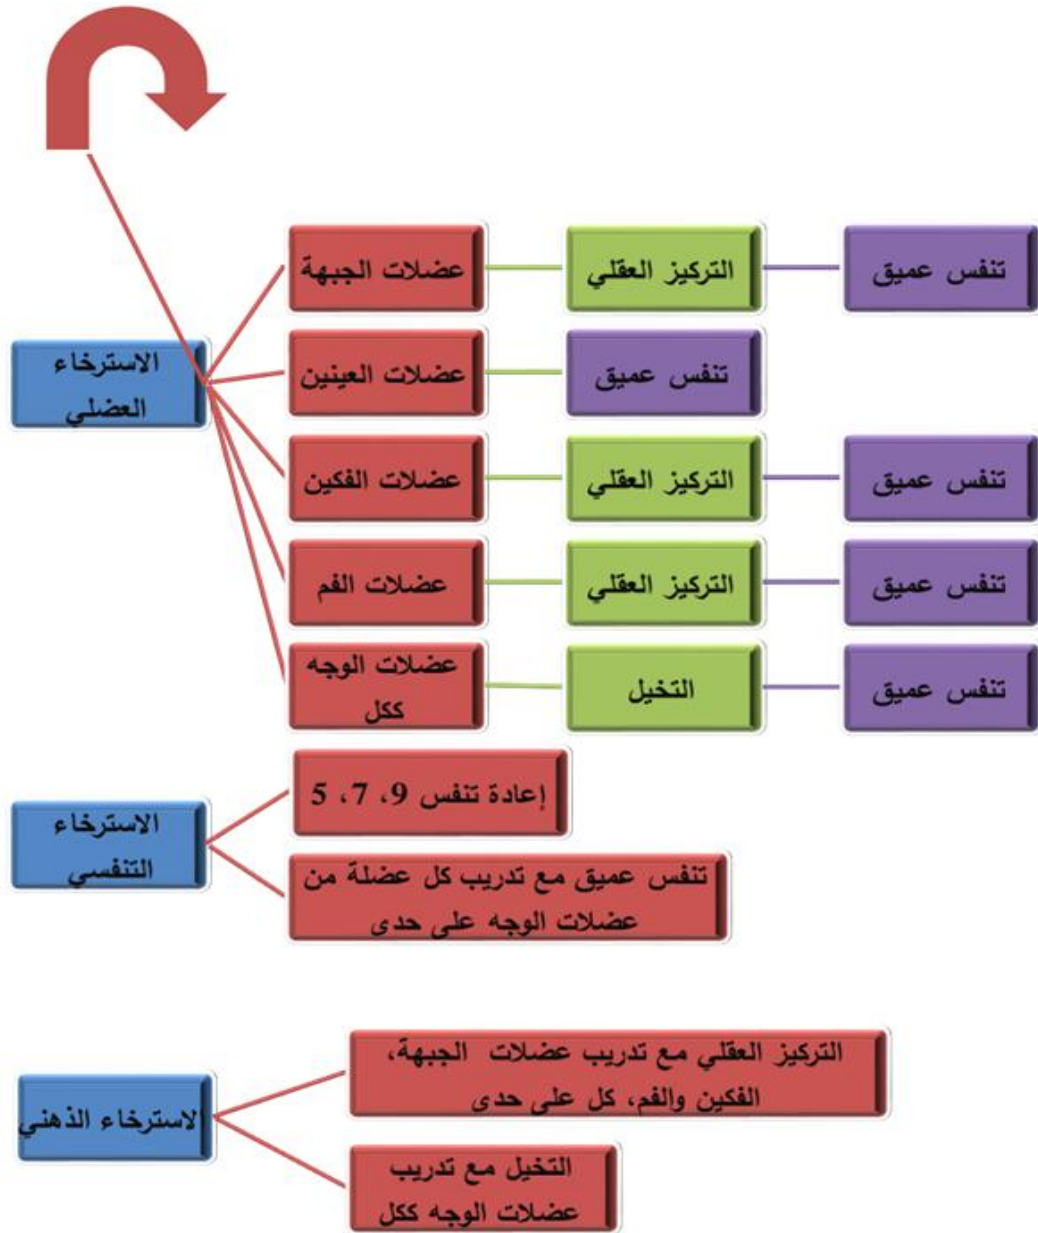 عضلات الجبهة
التركيز العقلي
تنفس عميق
الاسترخاء
العضلي
عضلات العينين
تنفس عميق
عضلات الفكين
التركيز العقلي
تنفس عميق
عضلات الفم
التركيز العقلي
تنفس عميق
عضلات الوجه
ككل
التخيل
تنفس عميق
الاسترخاء
التنفسي
إعادة تنفس 9، 7، 5
تنفس عميق مع تدريب كل عضلة من
عضلات الوجه على حدى
الاسترخاء الذهني
التركيز العقلي مع تدريب عضلات الجبهة،
الفكين والفم، كل على حدى
التخيل مع تدريب
عضلات الوجه ككل